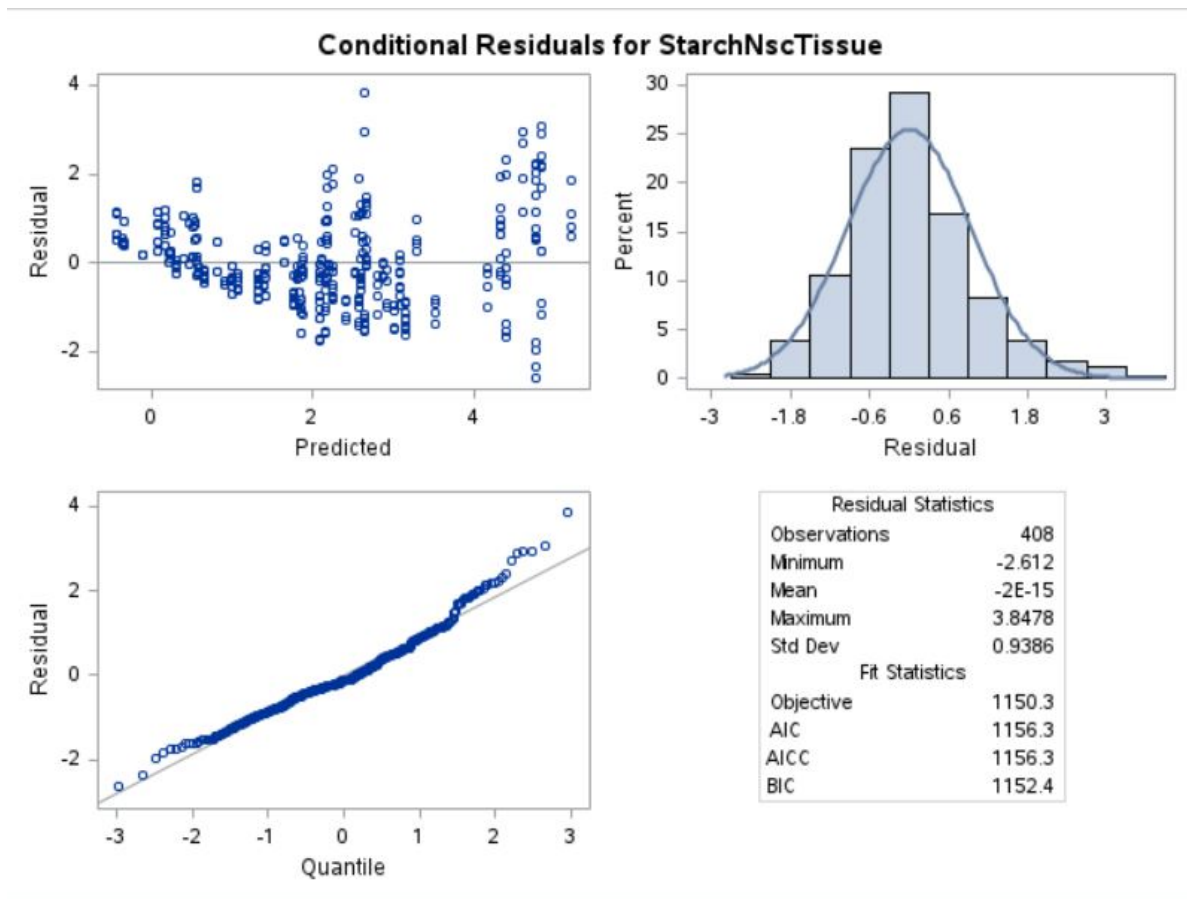 Conditional Residuals for StarchNscTissue
4
2
0
-2
Residual
0
2
4
Predicted
30
25
20
15
10
5
0
Percent
-3
-1.8
-0.6
0.6
1.8
3
Residual
4
2
0
-2
Residual
-3
-2
-1
0
1
2
3
Quantile
Residual Statistics
Observations 408
Minimum -2.612
Mean -2E-15
Maximum 3.8478
Std Dev 0.9386
Fit Statistics
Objective 1150.3
AIC 1156.3
AICC 1156.3
BIC 1152.4